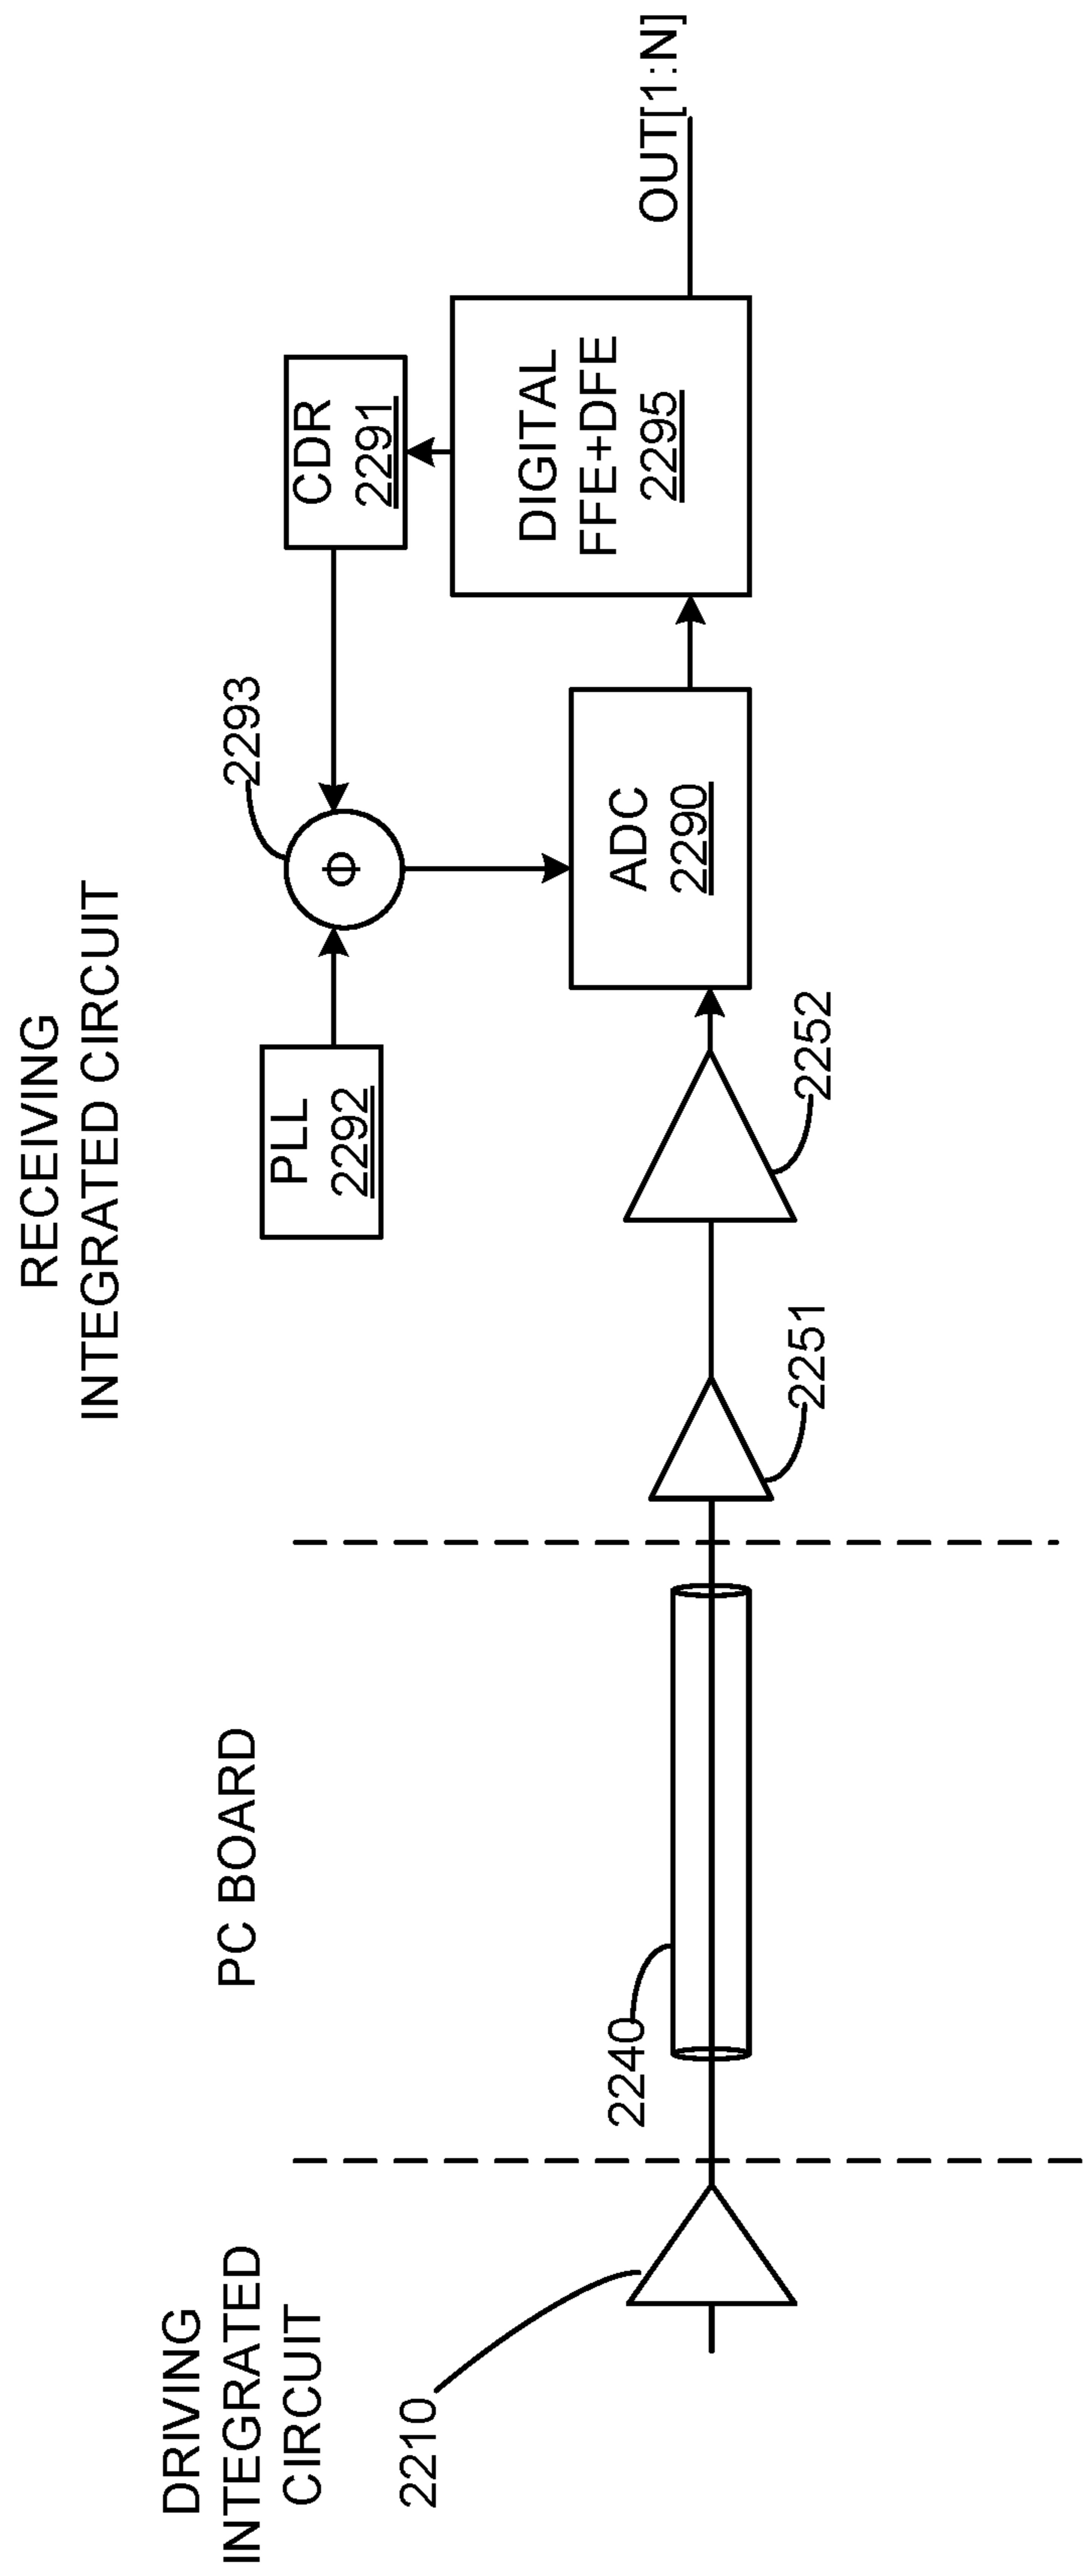 DRIVING
INTEGRATED
CIRCUIT
PC BOARD
RECEIVING
INTEGRATED CIRCUIT
2210
2240
2251
2252
PLL
2292
2293
Φ
CDR
2291
ADC
2290
DIGITAL
FFE+DFE
2295
OUT[1:N]